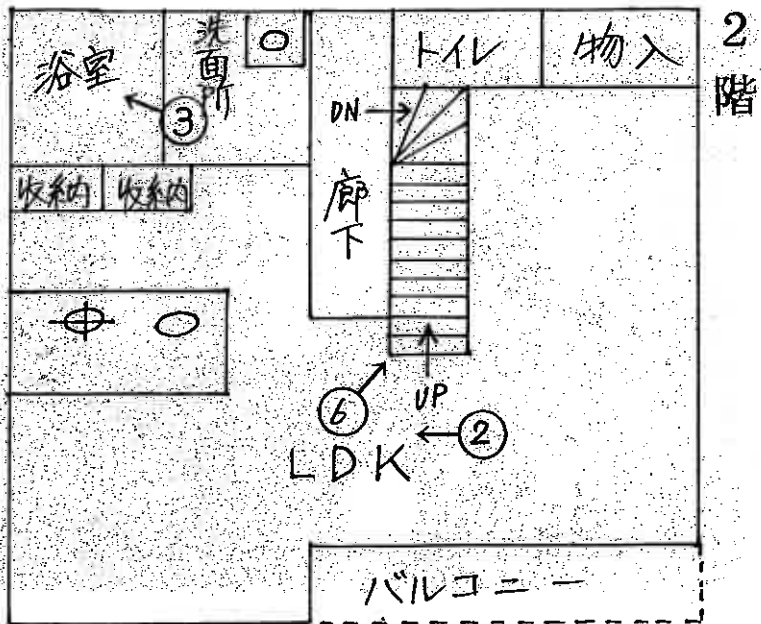 2階
浴室
洗面所
トイレ
物入
③
DN
廊下
収納
収納
⑥
UP
②
LDK
バルコニー